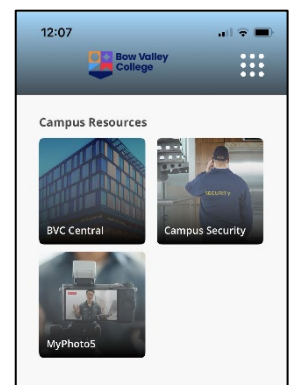 12:07
Bow Valley
College
Campus Resources
BVC Central
SECURITY
Campus Security
MyPhoto5